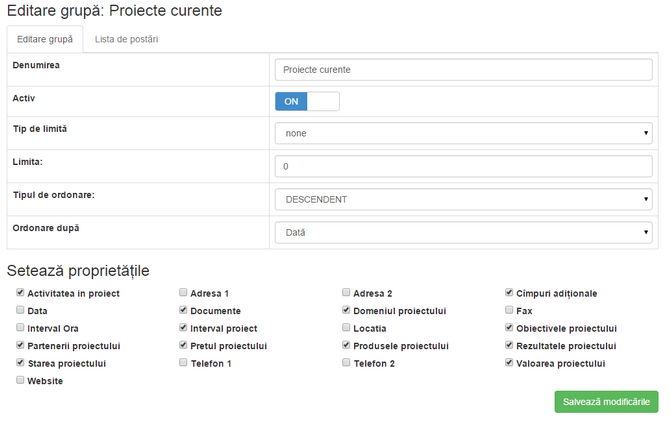 Editare grupă: Proiecte curente
Editare grupă Lista de postări
Denumirea Proiecte curente
Activ ON
Tip de limită none
Limita: 0
Tipul de ordonare: DESCENDENT
Ordonare după Dată
Setează proprietățile
Activitatea in proiect Adresa 1 Adresa 2 Cîmpuri adiționale
Data Documente Domeniul proiectului Fax
Interval Ora Interval proiect Locatia Obiectivele proiectului
Partenerii proiectului Pretul proiectului Produsele proiectului Rezultatele proiectului
Starea proiectului Telefon 1 Telefon 2 Valoarea proiectului
Website
Salvează modificările